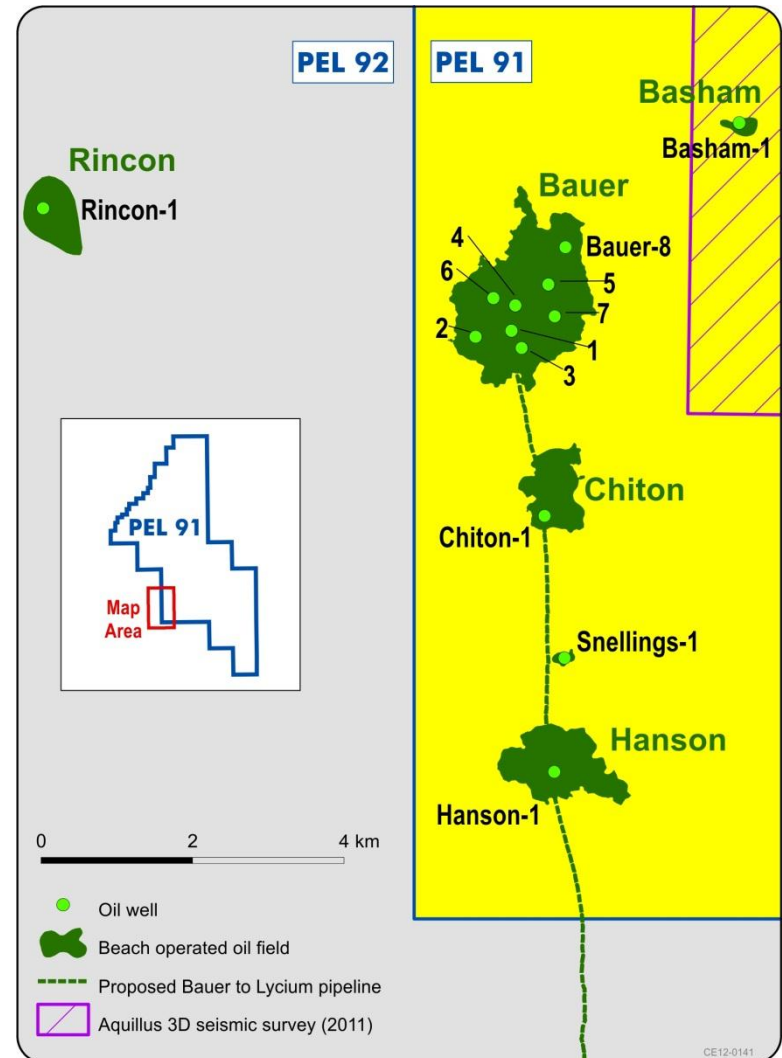 PEL 92
PEL 91
Basham
Basham-1
Rincon
Rincon-1
Bauer
Bauer-8
4
6
5
2
7
1
3
Chiton
Chiton-1
PEL 91
Map
Area
Snellings-1
Hanson
Hanson-1
0 2 4 km
Oil well
Beach operated oil field
Proposed Bauer to Lycium pipeline
Aquillus 3D seismic survey (2011)
CE12-0141